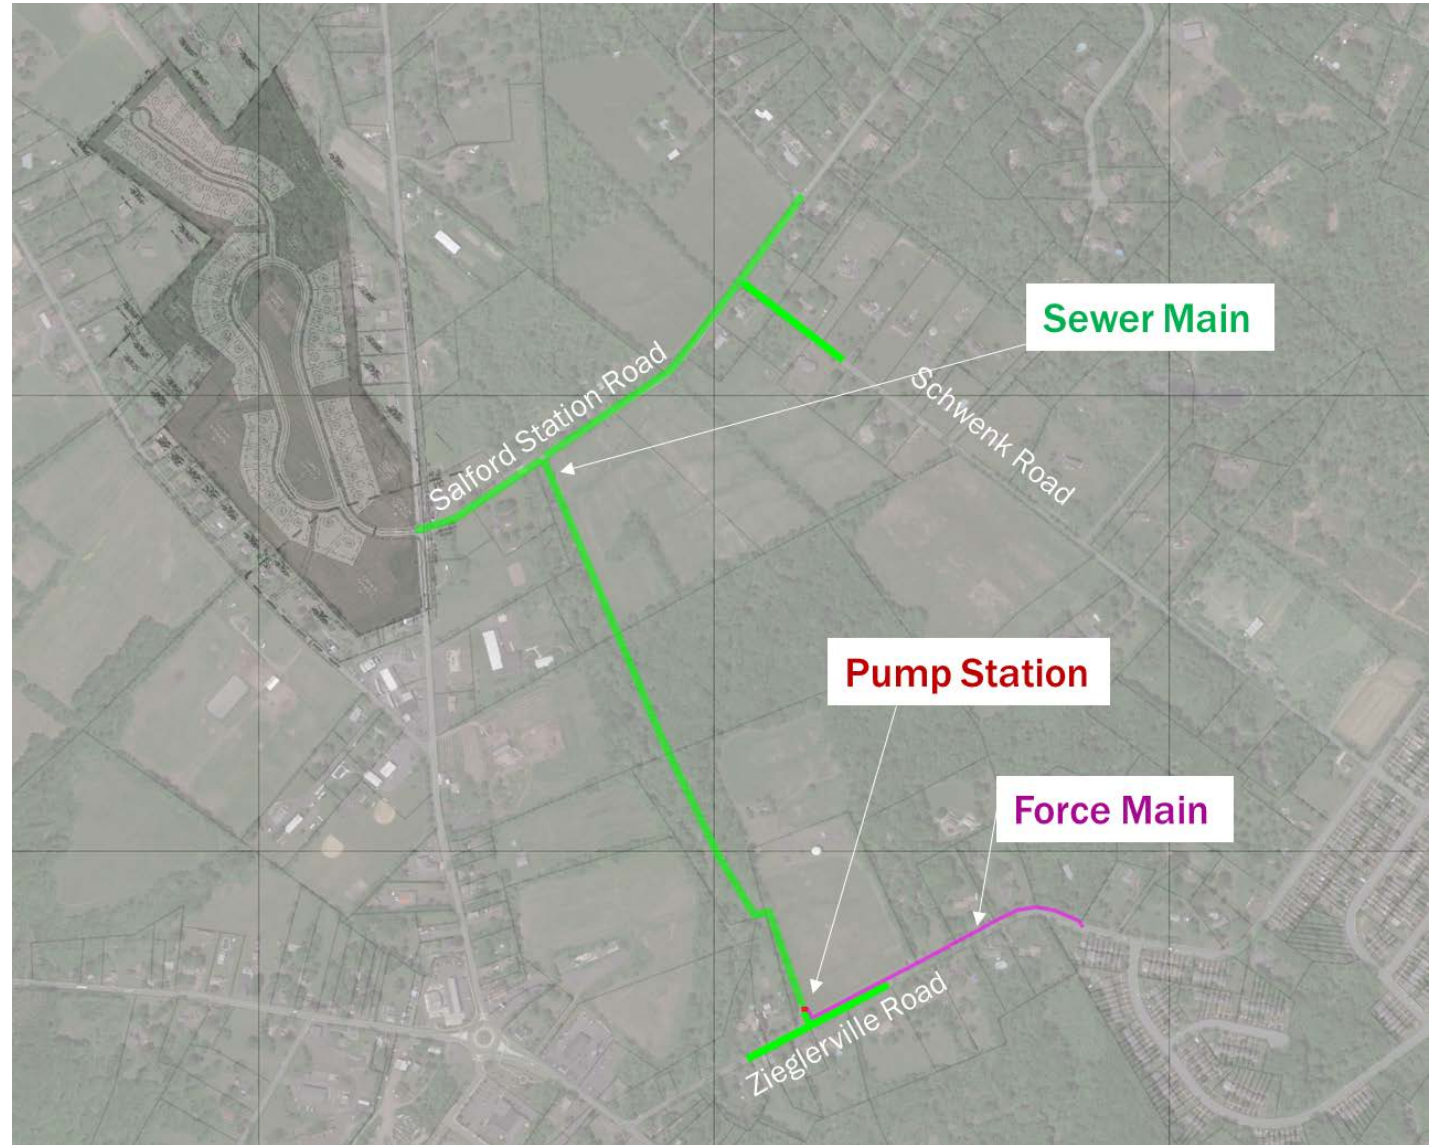 Sewer Main
Salford Station Road
Schwenk Road
Pump Station
Force Main
Zieglerville Road